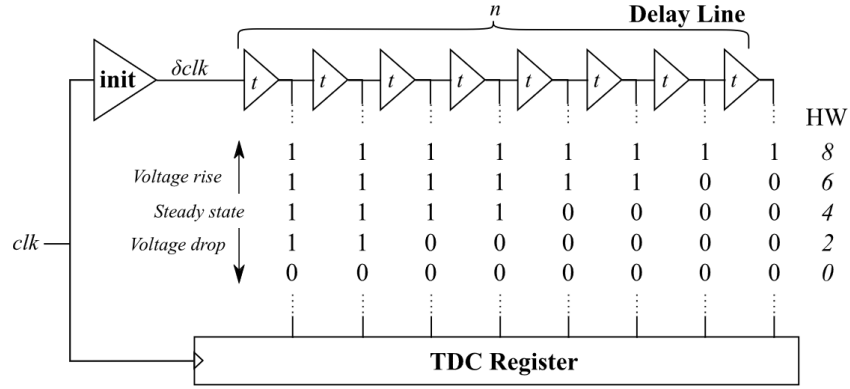 n
Delay Line
init
δclk
t t t t t t t t
HW
1 1 1 1 1 1 1 1 8
Voltage rise
1 1 1 1 1 1 0 0 6
Steady state 1 1 1 1 0 0 0 0 4
clk
Voltage drop 1 1 0 0 0 0 0 0 2
0 0 0 0 0 0 0 0 0
TDC Register